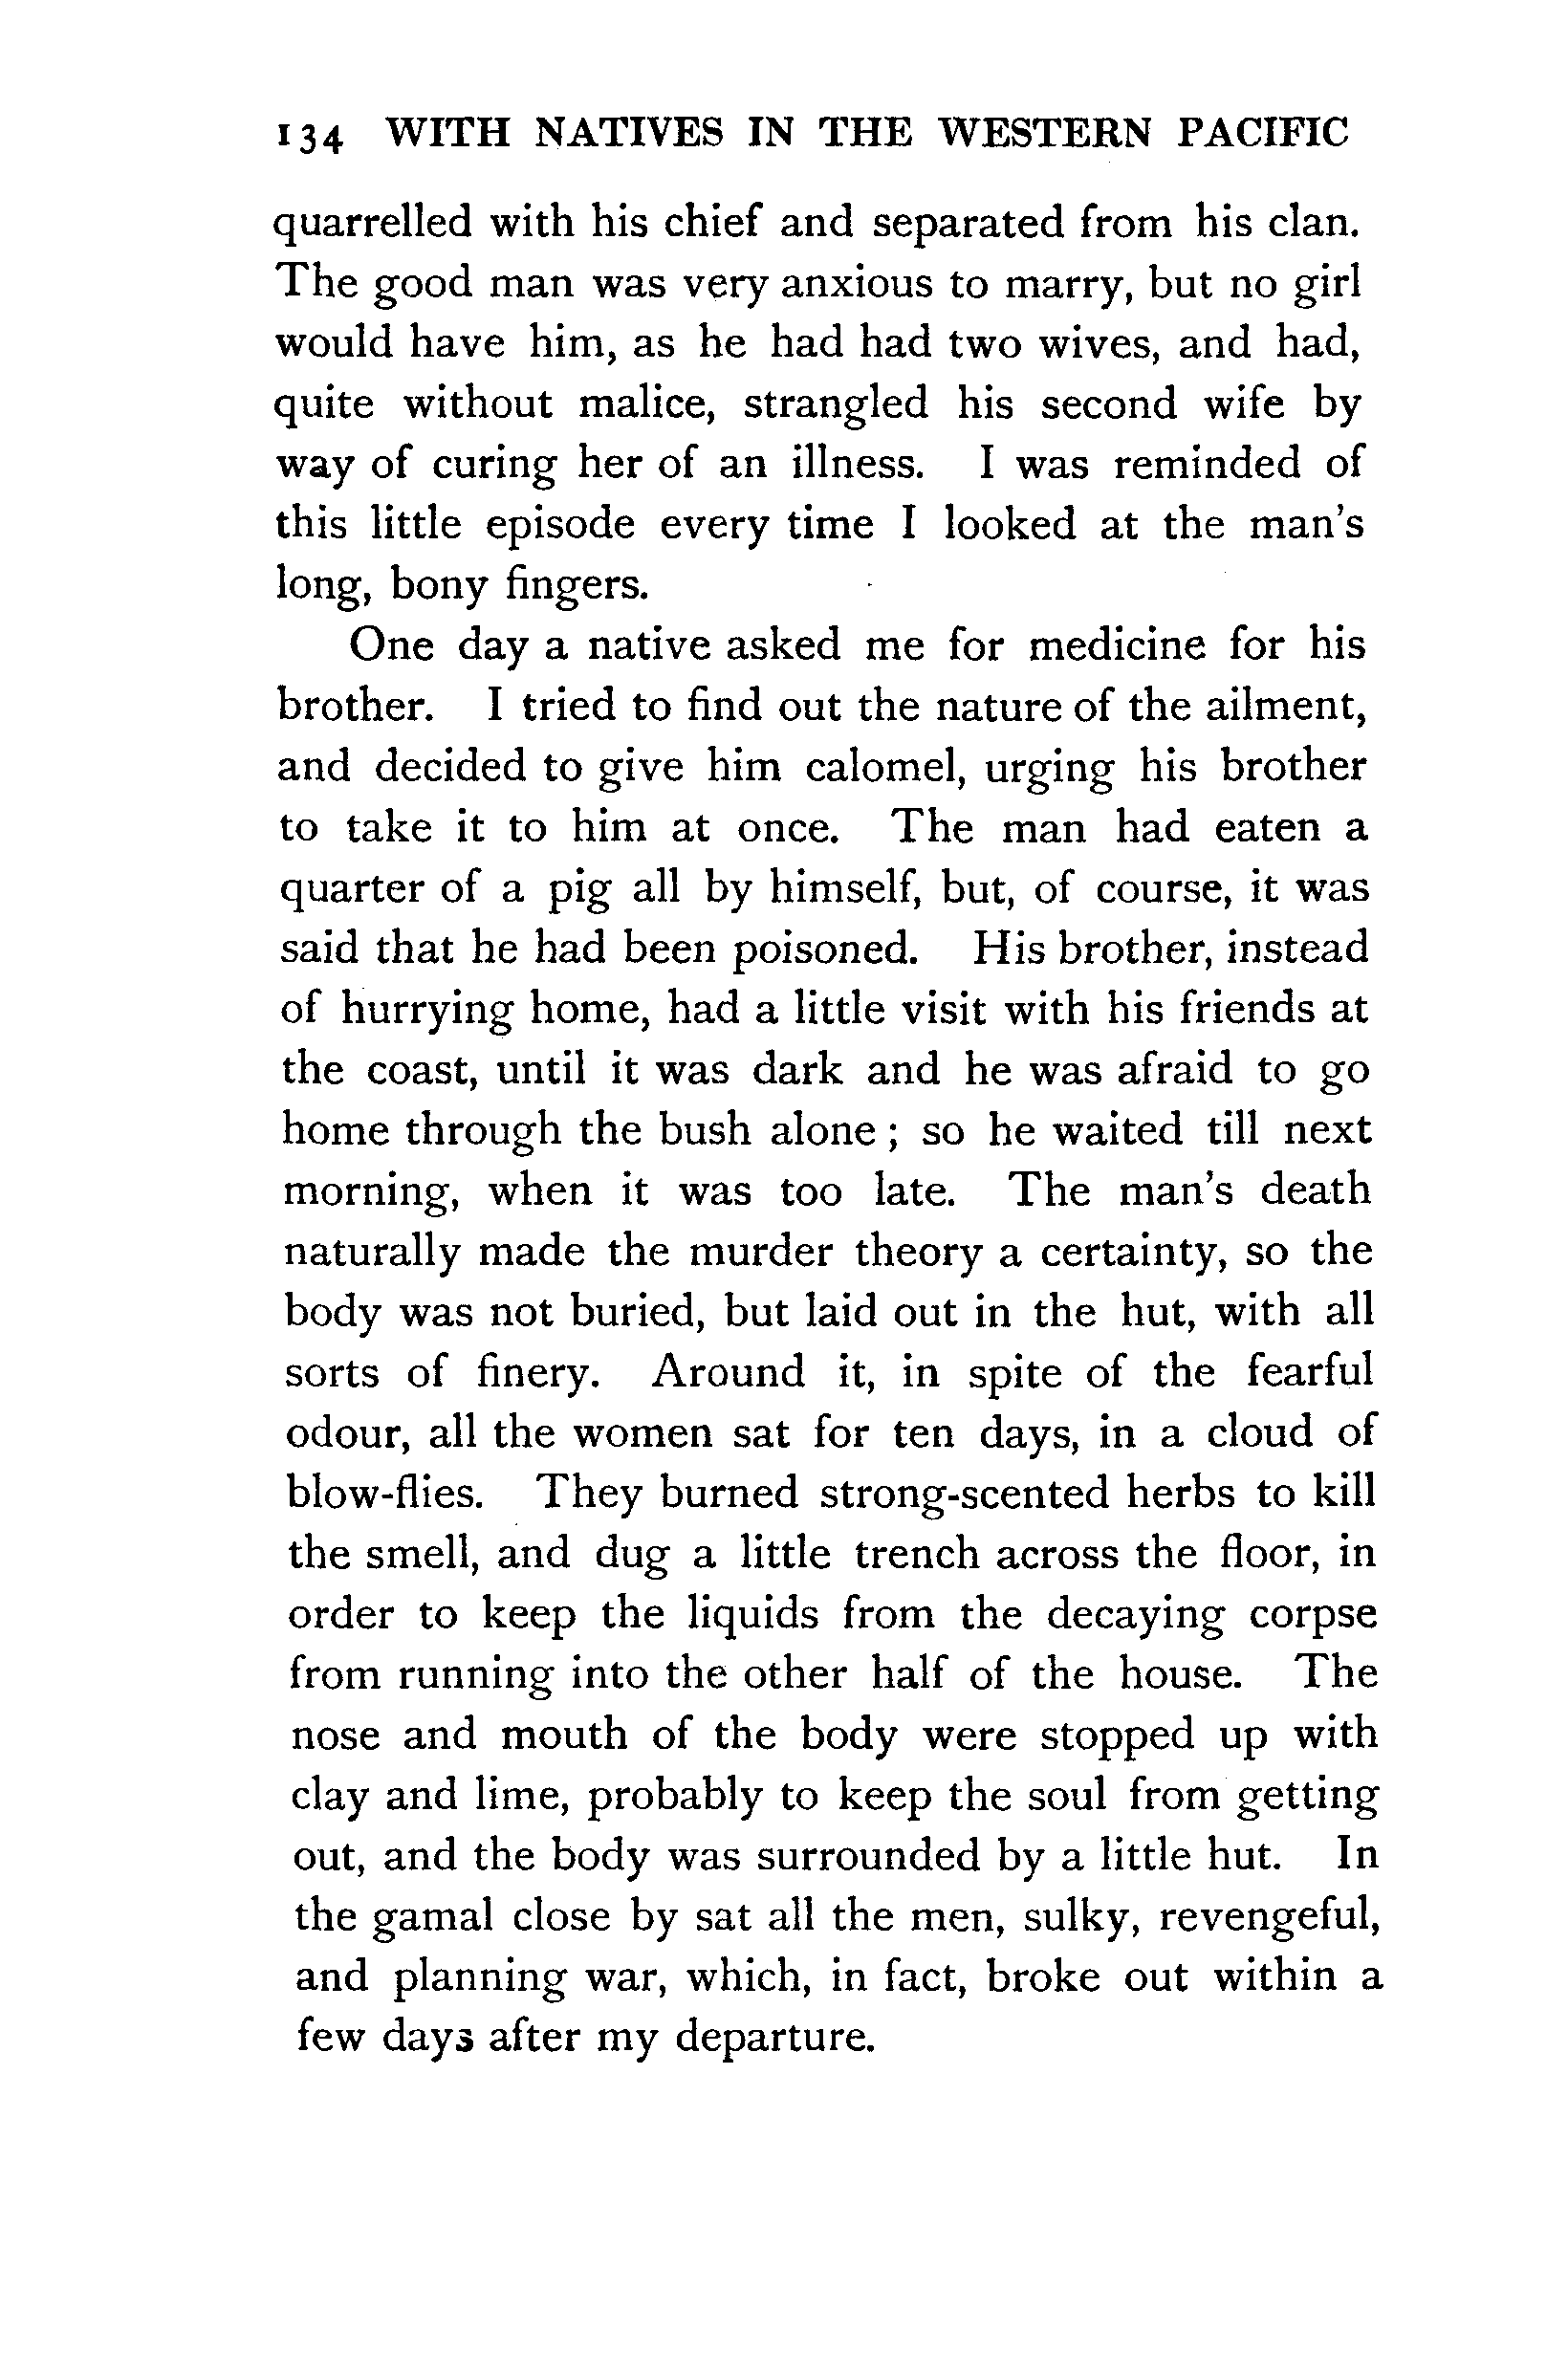 134 WITH NATIVES IN THE WESTERN PACIFIC
quarrelled with his chief and separated from his clan.
The good man was very anxious to marry, but no girl
would have him, as he had had two wives, and had,
quite without malice, strangled his second wife by
way of curing her of an illness. I was reminded of
this little episode every time I looked at the man's
long, bony fingers.
One day a native asked me for medicine for his
brother. I tried to find out the nature of the ailment,
and decided to give him calomel, urging his brother
to take it to him at once. The man had eaten a
quarter of a pig all by himself, but, of course, it was
said that he had been poisoned. His brother, instead
of hurrying home, had a little visit with his friends at
the coast, until it was dark and he was afraid to go
home through the bush alone ; so he waited till next
morning, when it was too late. The man's death
naturally made the murder theory a certainty, so the
body was not buried, but laid out in the hut, with all
sorts of finery. Around it, in spite of the fearful
odour, all the women sat for ten days, in a cloud of
blow-flies. They burned strong-scented herbs to kill
the smell, and dug a little trench across the floor, in
order to keep the liquids from the decaying corpse
from running into the other half of the house. The
nose and mouth of the body were stopped up with
clay and lime, probably to keep the soul from getting
out, and the body was surrounded by a little hut. In
the gamal close by sat all the men, sulky, revengeful,
and planning war, which, in fact, broke out within a
few days after my departure.